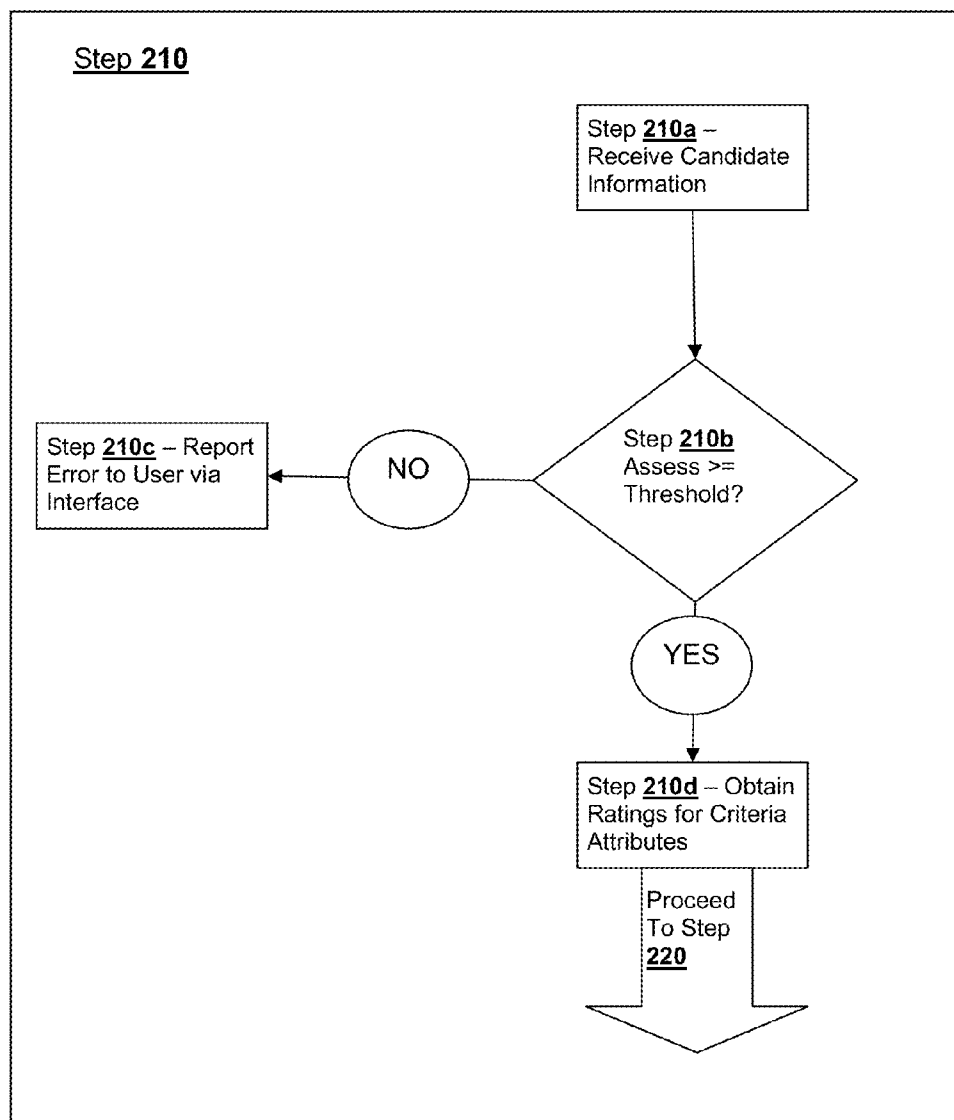 Step 210
Step 210a –
Receive Candidate
Information
Step 210b
Assess >=
Threshold?
NO
Step 210c – Report
Error to User via
Interface
YES
Step 210d – Obtain
Ratings for Criteria
Attributes
Proceed
To Step
220